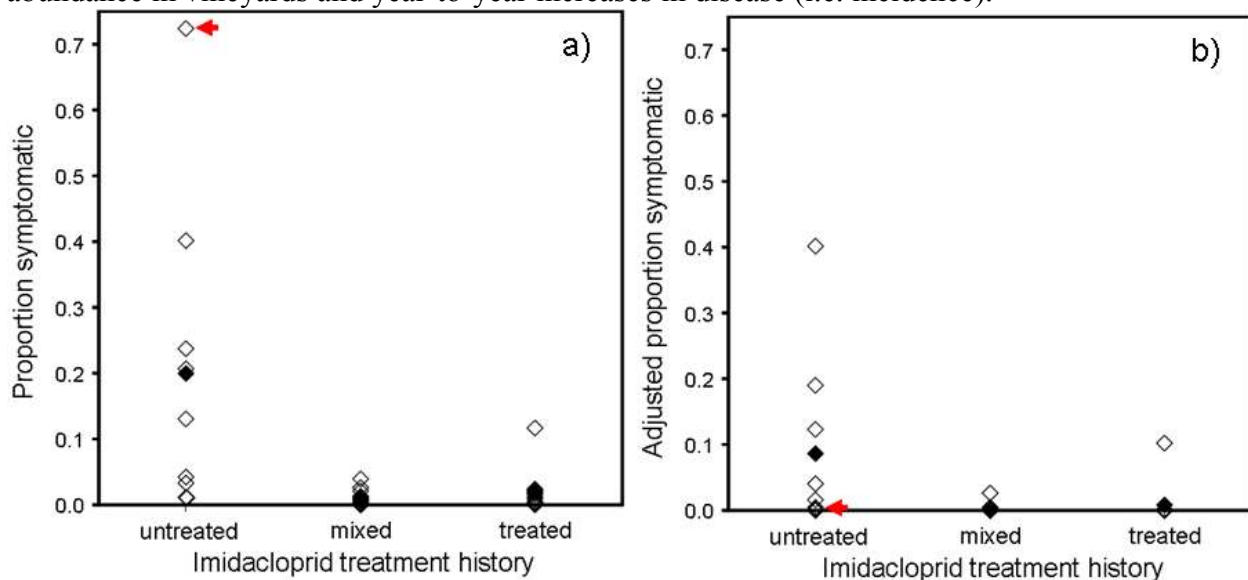 abundance in vineyards and year-to-year increases in disease (i.e. incidence).
a)
0.7
0.6
0.5
0.4
0.3
0.2
0.1
0.0
Proportion symptomatic
untreated mixed treated
Imidacloprid treatment history
b)
0.7
0.6
0.5
0.4
0.3
0.2
0.1
0.0
Adjusted proportion symptomatic
untreated mixed treated
Imidacloprid treatment history